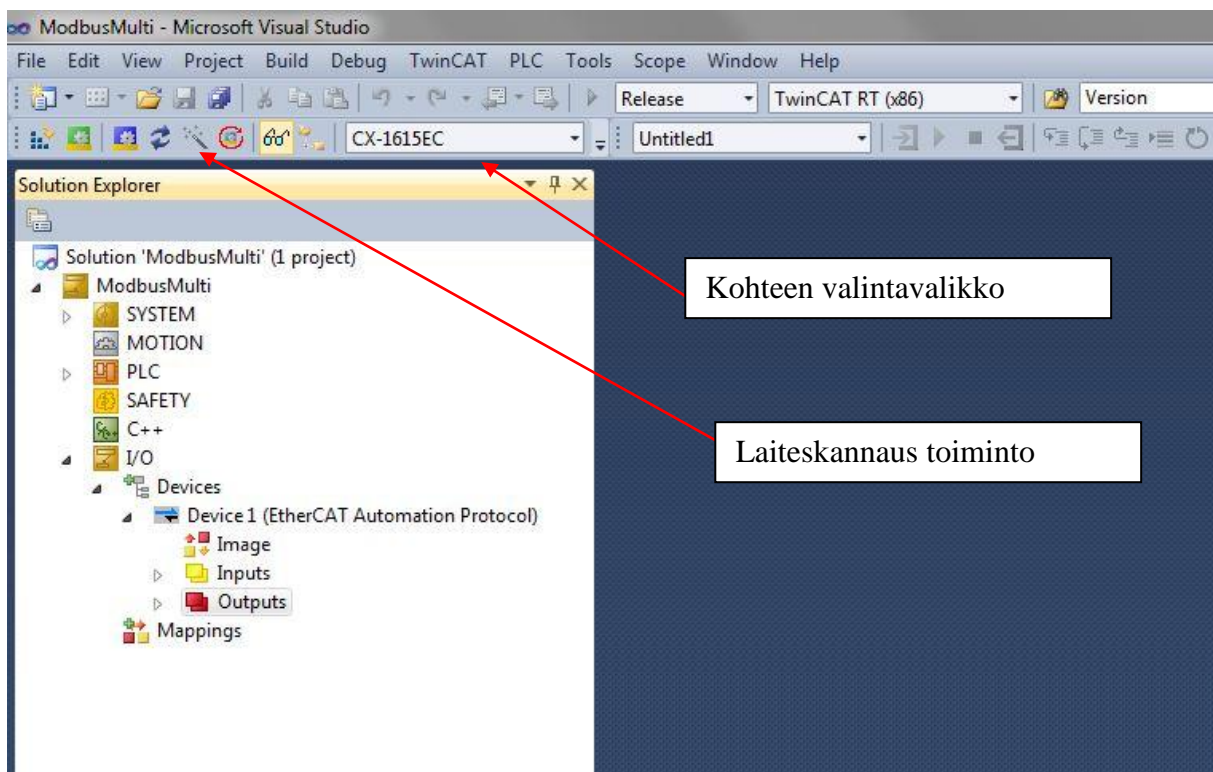 ModbusMulti - Microsoft Visual Studio
File Edit View Project Build Debug TwinCAT PLC Tools Scope Window Help
Release TwinCAT RT (x86) Version
CX-1615EC Untitled1
Solution Explorer
Solution 'ModbusMulti' (1 project)
ModbusMulti
SYSTEM
MOTION
PLC
SAFETY
C++
I/O
Devices
Device 1 (EtherCAT Automation Protocol)
Image
Inputs
Outputs
Mappings
Kohteen valintavalikko
Laiteskannaus toiminto